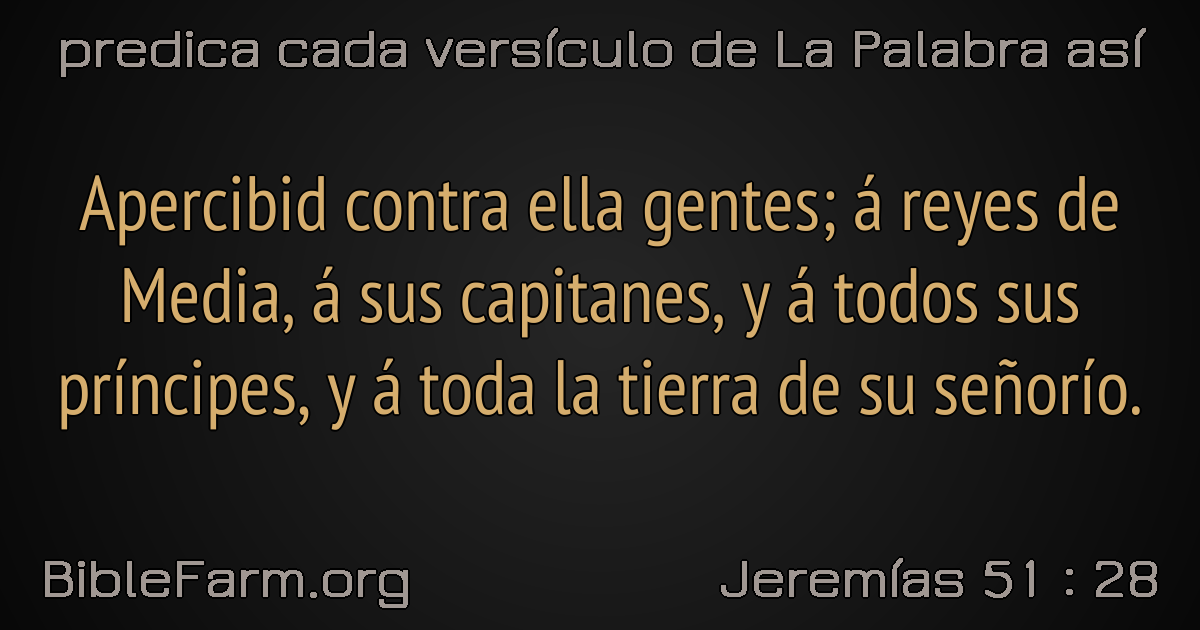 predica cada versículo de La Palabra así
Apercibid contra ella gentes; á reyes de
Media, á sus capitanes, y á todos sus
príncipes, y á toda la tierra de su señorío.
BibleFarm.org
Jeremías 51 : 28